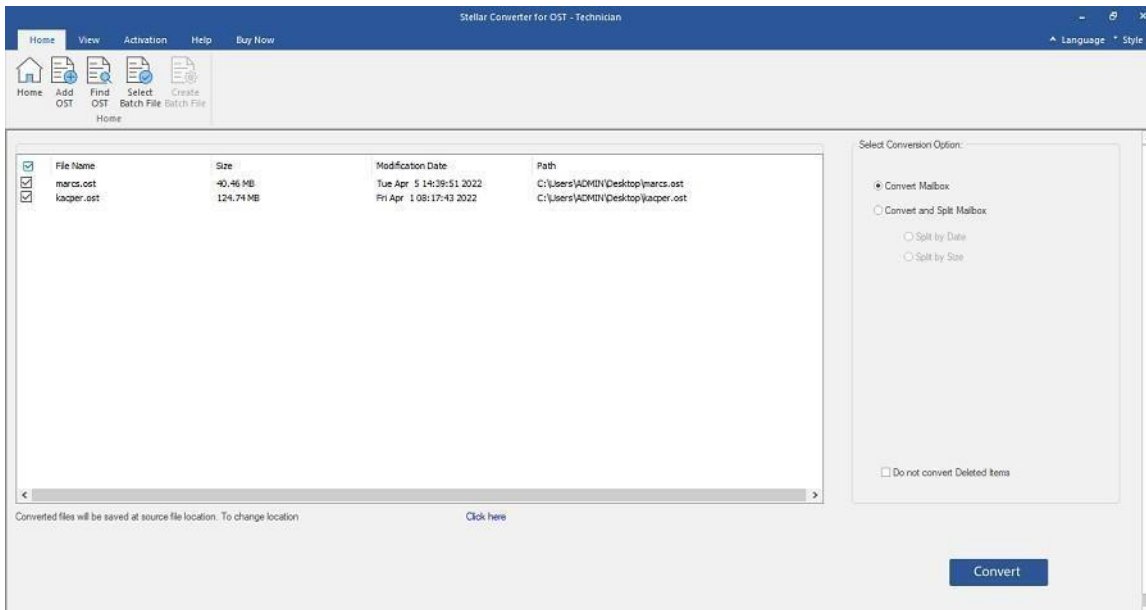 Stellar Converter for OST - Technician
Home View Activation Help Buy Now Language Style
Home Add OST Find OST Select Batch File Create Batch File
Home
Select Conversion Option:
File Name Size Modification Date Path
marcs.ost 40.46 MB Tue Apr 5 14:39:51 2022 C:\Users\ADMIN\Desktop\marcs.ost
kacper.ost 124.74 MB Fri Apr 1 08:17:43 2022 C:\Users\ADMIN\Desktop\kacper.ost
Convert Mailbox
Convert and Split Mailbox
Split by Date
Split by Size
Do not convert Deleted Items
Converted files will be saved at source file location. To change location Click here
Convert